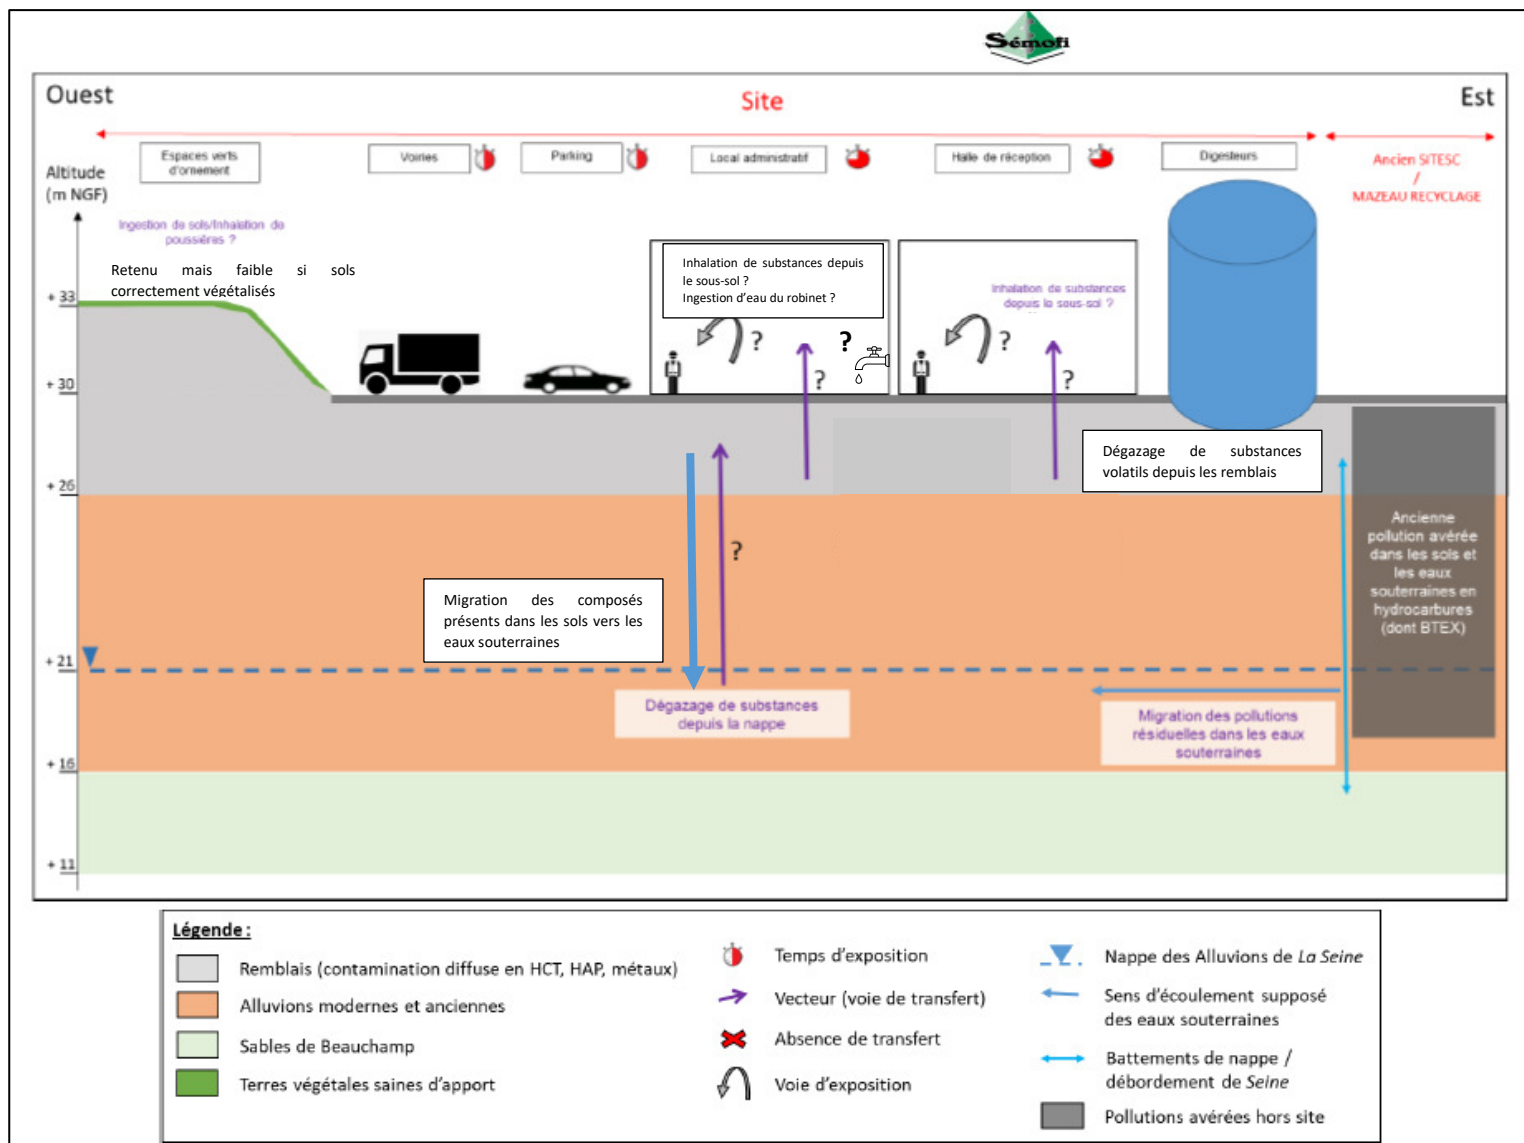 Sémofi
Ouest
Site
Est
Espaces verts
d'ornement
Voiries
Parking
Local administratif
Halle de réception
Digesteurs
Ancien SITESC
/
MAZEAU RECYCLAGE
Altitude
(m NGF)
Ingestion de sols/Inhalation de
poussières ?
Retenu mais faible si sols
correctement végétalisés
Inhalation de substances depuis
le sous-sol ?
Ingestion d'eau du robinet ?
Inhalation de substances
depuis le sous-sol ?
+ 33
?
?
?
?
?
+ 30
Dégazage de substances
volatils depuis les remblais
+ 26
Ancienne
pollution avérée
dans les sols et
les eaux
souterraines en
hydrocarbures
(dont BTEX)
?
Migration des composés
présents dans les sols vers les
eaux souterraines
+ 21
Dégazage de substances
depuis la nappe
Migration des pollutions
résiduelles dans les eaux
souterraines
+ 16
+ 11
Légende :
Remblais (contamination diffuse en HCT, HAP, métaux)
Alluvions modernes et anciennes
Sables de Beauchamp
Terres végétales saines d'apport
Temps d'exposition
Vecteur (voie de transfert)
Absence de transfert
Voie d'exposition
Nappe des Alluvions de La Seine
Sens d'écoulement supposé
des eaux souterraines
Battements de nappe /
débordement de Seine
Pollutions avérées hors site